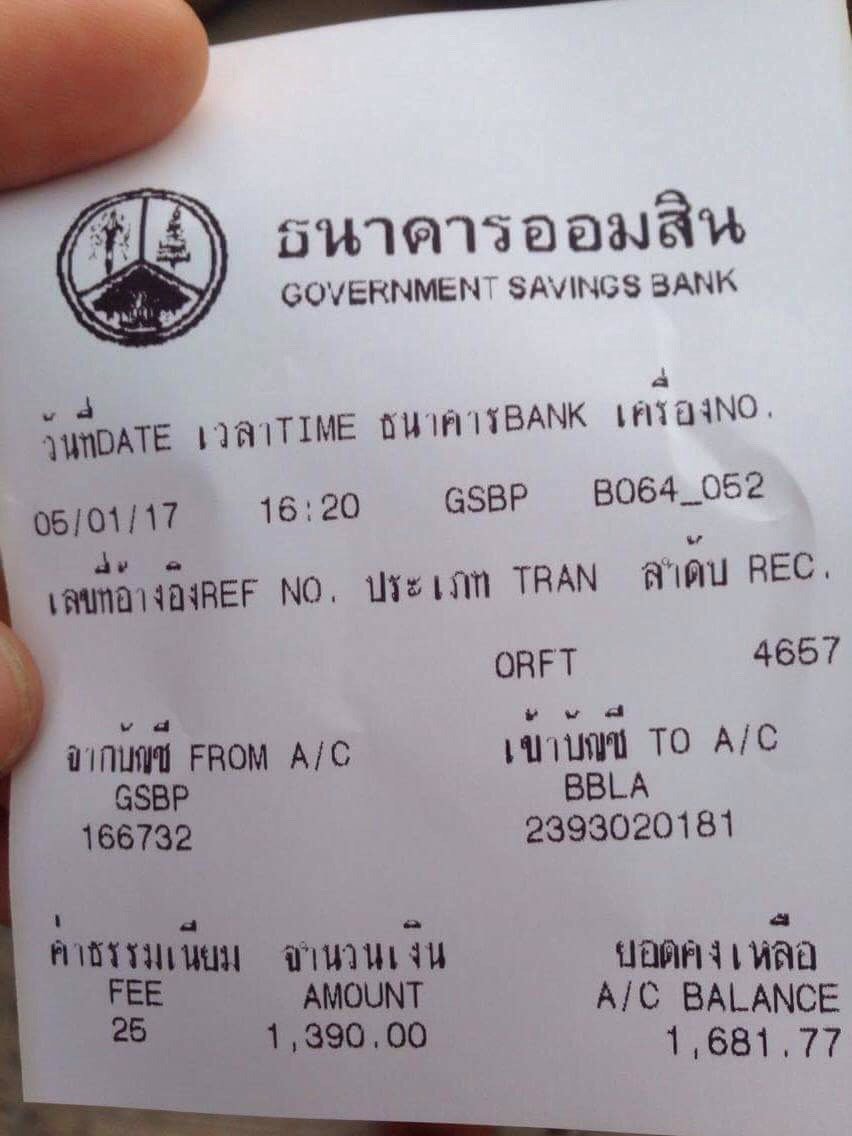 ธนาคารออมสิน
GOVERNMENT SAVINGS BANK
วันที่DATE เวลาTIME ธนาคารBANK เครื่องNO.
05/01/17 16:20 GSBP B064_052
เลขที่อ้างอิงREF NO. ประเภท TRAN ลำดับ REC.
ORFT 4657
จากบัญชี FROM A/C เข้าบัญชี TO A/C
GSBP BBLA
166732 2393020181
ค่าธรรมเนียม จำนวนเงิน ยอดคงเหลือ
FEE AMOUNT A/C BALANCE
25 1,390.00 1,681.77